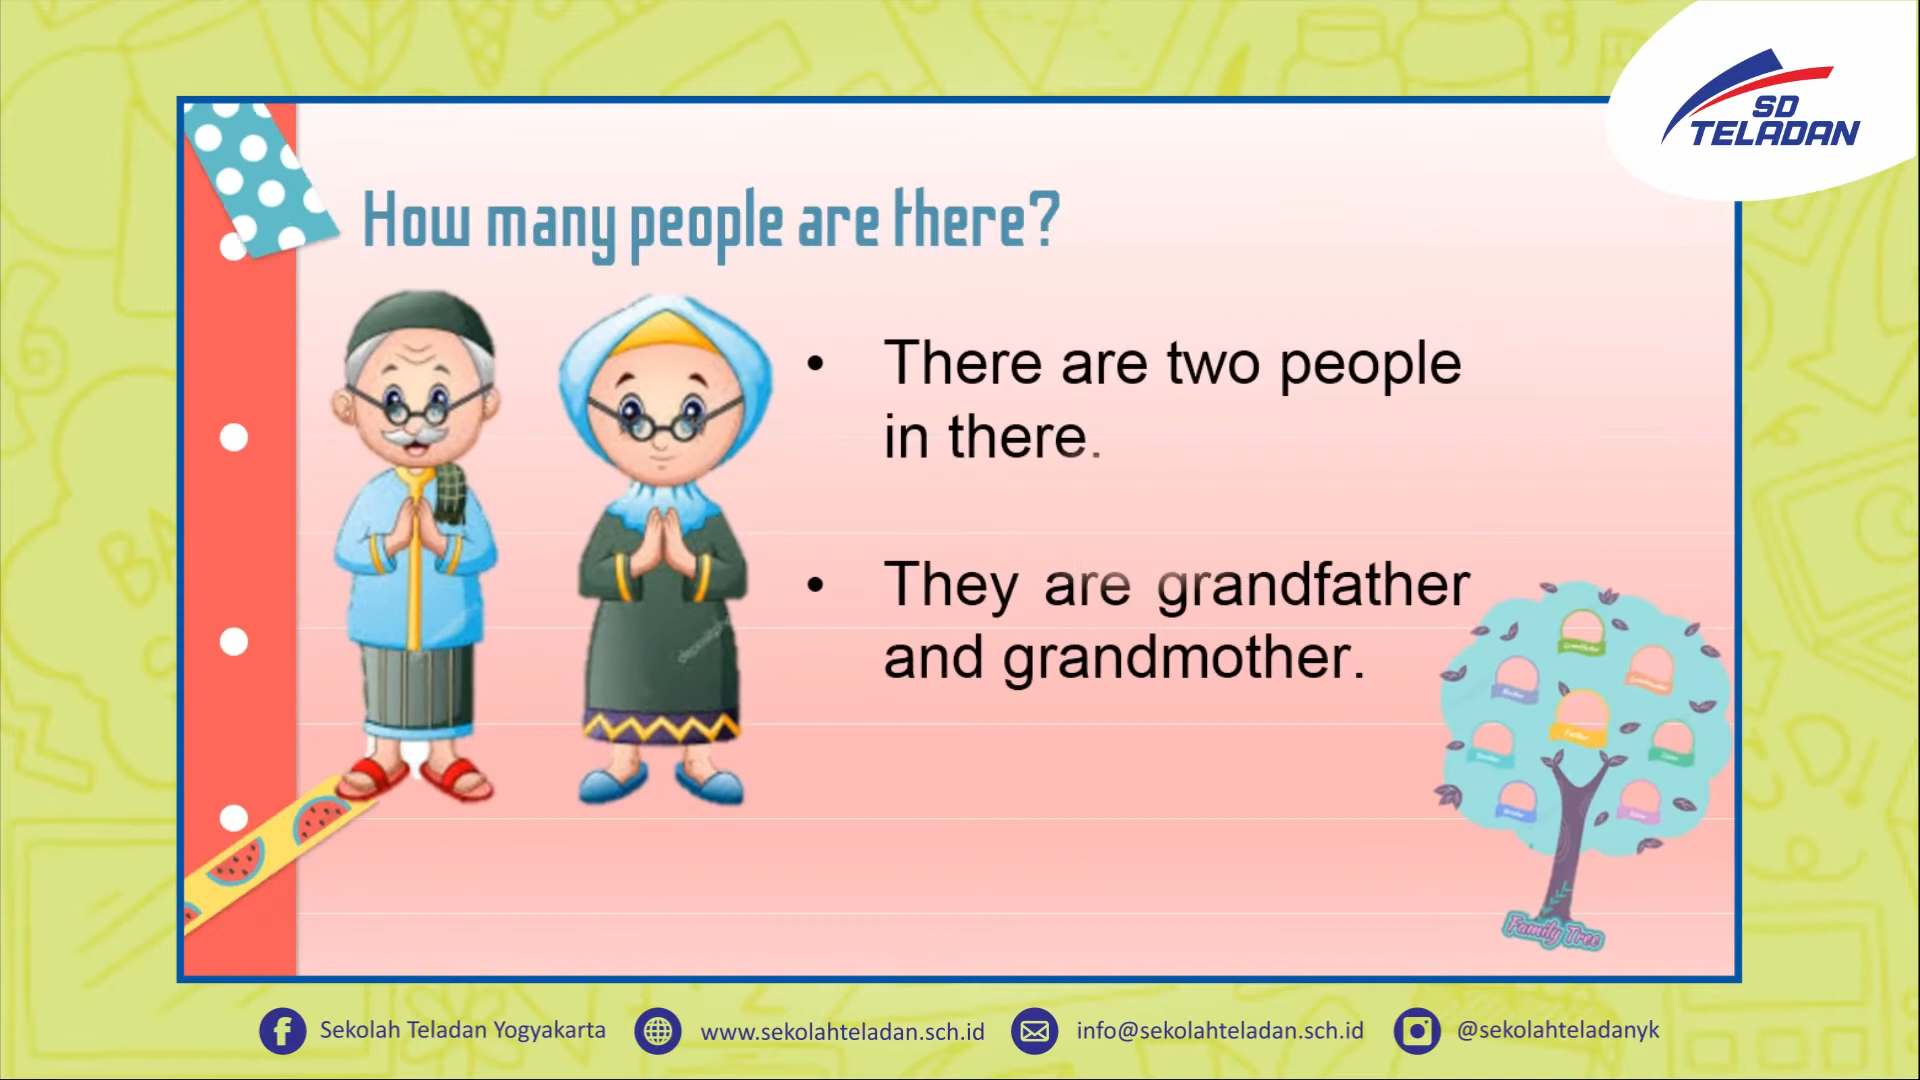 SD
TELADAN
How many people are there?
• There are two people
in there.
• They are grandfather
and grandmother.
Family Tree
Sekolah Teladan Yogyakarta
www.sekolahteladan.sch.id
info@sekolahteladan.sch.id
@sekolahteladanyk